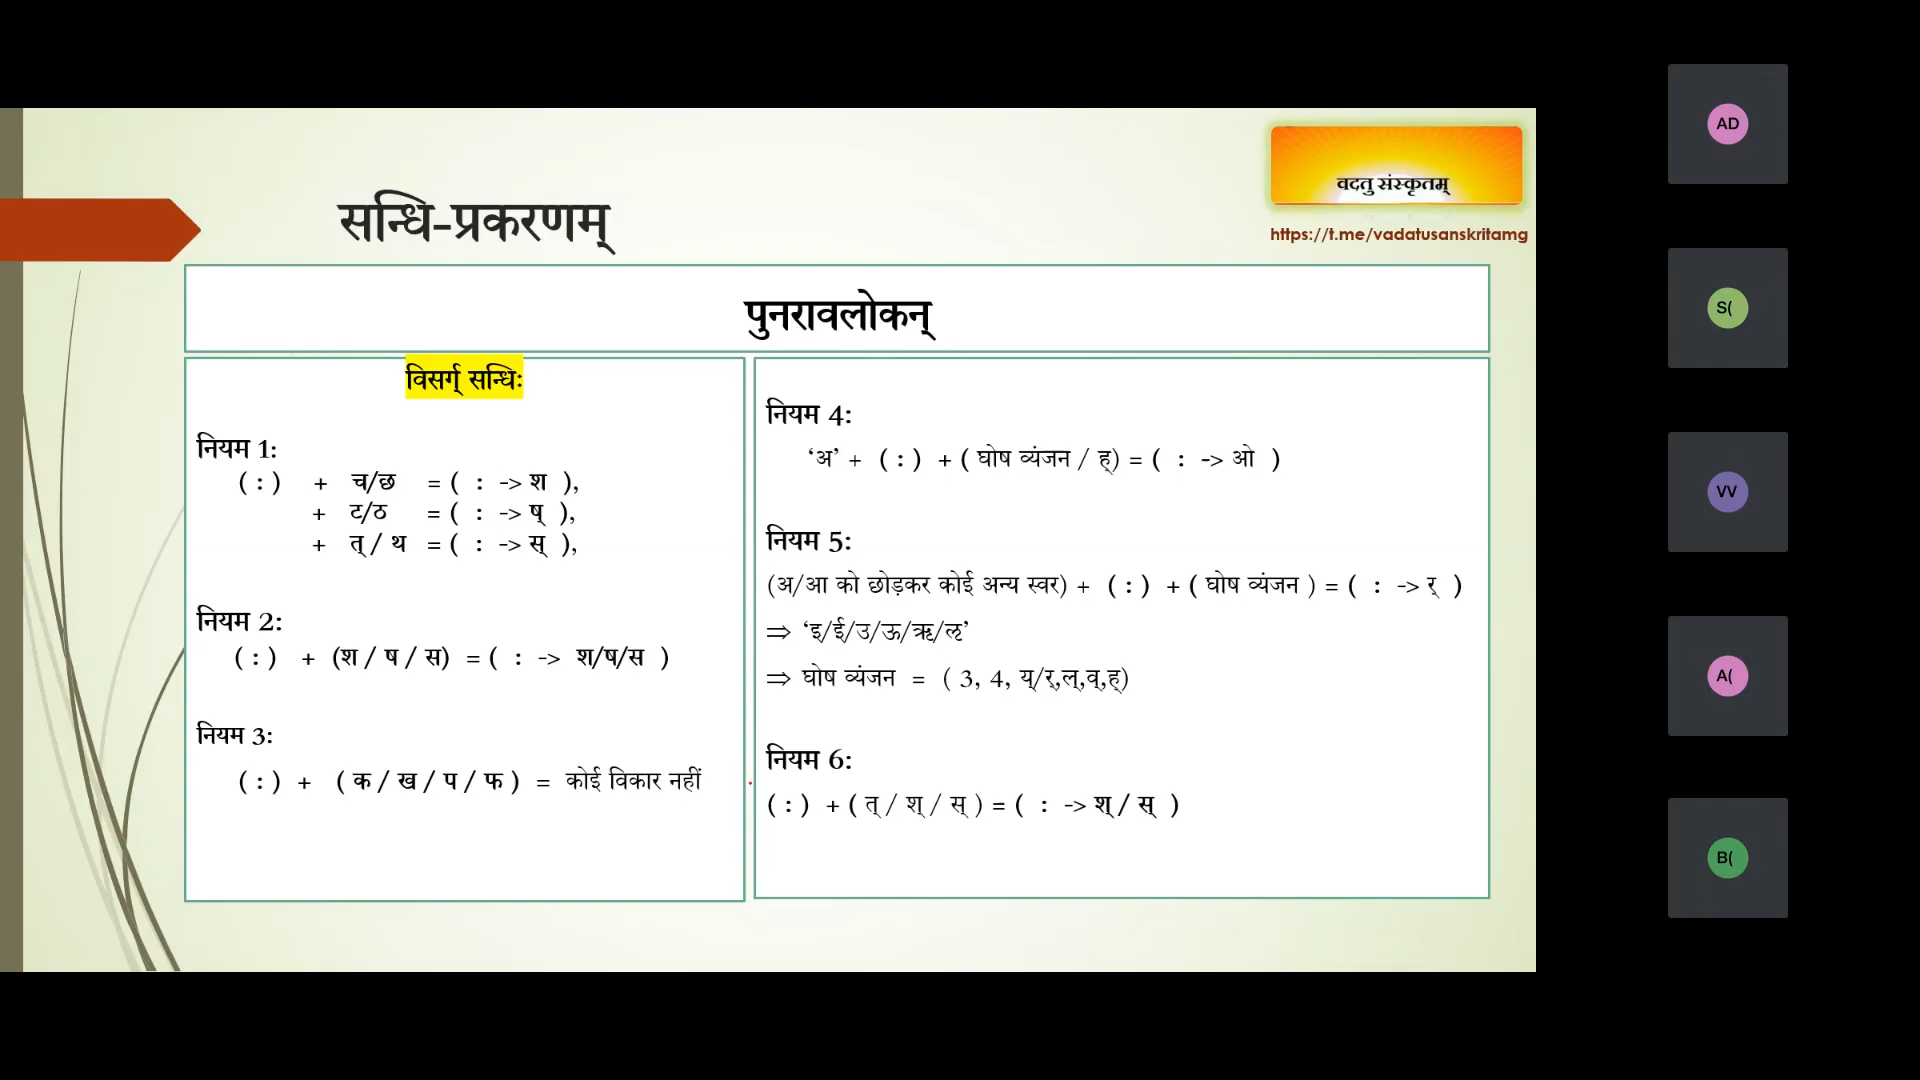 वदतु संस्कृतम्
https://t.me/vadatusanskritamg
सन्धि-प्रकरणम्
पुनरावलोकन्
विसर्ग् सन्धिः
नियम 1:
( : ) + च/छ = ( : -> श ),
+ ट/ठ = ( : -> ष् ),
+ त् / थ = ( : -> स् ),
नियम 2:
( : ) + (श / ष / स) = ( : -> श/ष/स )
नियम 3:
( : ) + ( क / ख / प / फ ) = कोई विकार नहीं
नियम 4:
‘अ’ + ( : ) + ( घोष व्यंजन / ह्) = ( : -> ओ )
नियम 5:
(अ/आ को छोड़कर कोई अन्य स्वर) + ( : ) + ( घोष व्यंजन ) = ( : -> र् )
⇒ ‘इ/ई/उ/ऊ/ऋ/ऌ’
⇒ घोष व्यंजन = ( 3, 4, य्/र्,ल्,व्,ह्)
नियम 6:
( : ) + ( त् / श् / स् ) = ( : -> श् / स् )
AD
S(
VV
A(
B(